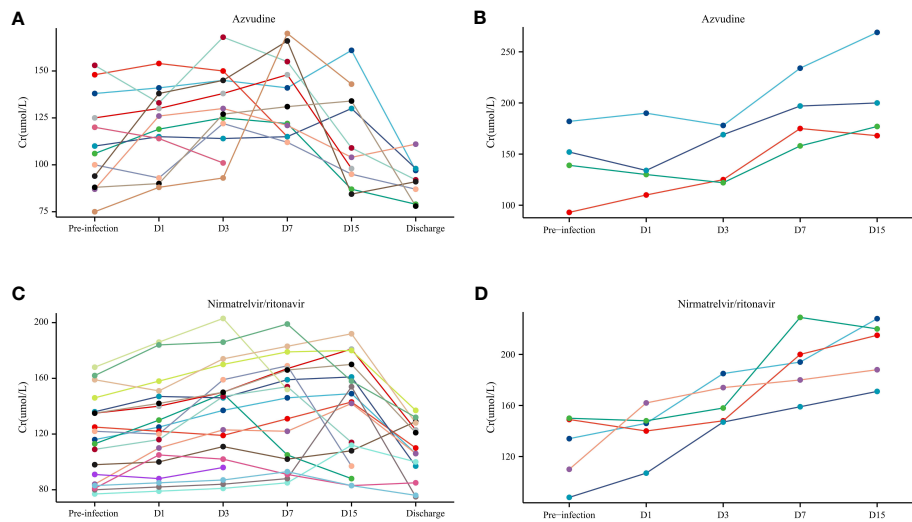 A
Azvudine
Cr(umol/L)
150
125
100
75
Pre-infection D1 D3 D7 D15 Discharge
B
Azvudine
Cr(umol/L)
250
200
150
100
Pre−infection D1 D3 D7 D15
C
Nirmatrelvir/ritonavir
Cr(umol/L)
200
160
120
80
Pre-infection D1 D3 D7 D15 Discharge
D
Nirmatrelvir/ritonavir
Cr(umol/L)
200
160
120
Pre−infection D1 D3 D7 D15